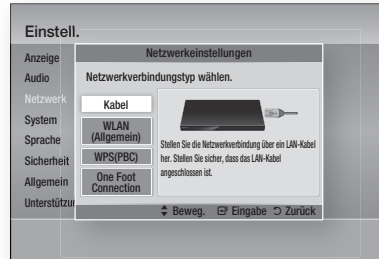 Einstell.
Anzeige
Audio
Netzwerk
System
Sprache
Sicherheit
Allgemein
Netzwerkeinstellungen
Netzwerkverbindungstyp wählen.
Kabel
WLAN
(Allgemein)
WPS(PBC)
One Foot
Connection
Stellen Sie die Netzwerkverbindung über ein LAN-Kabel
her. Stellen Sie sicher, dass das LAN-Kabel
angeschlossen ist.
Beweg. Eingabe Zurück